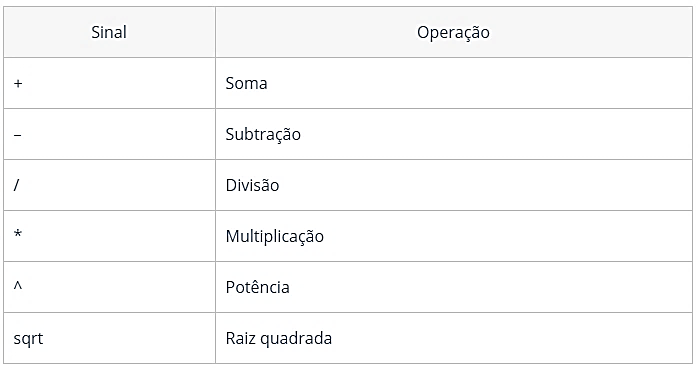 Sinal Operação
+ Soma
– Subtração
/ Divisão
* Multiplicação
^ Potência
sqrt Raiz quadrada